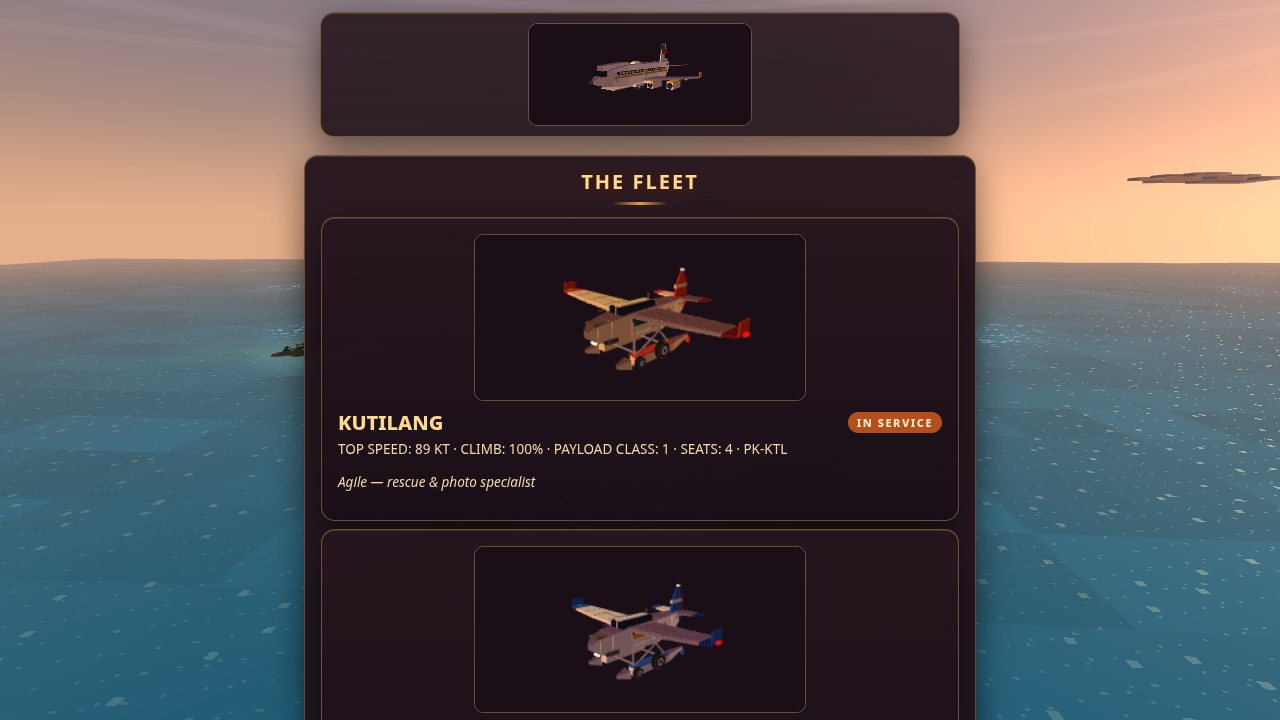 THE FLEET
KUTILANG
IN SERVICE
TOP SPEED: 89 KT · CLIMB: 100% · PAYLOAD CLASS: 1 · SEATS: 4 · PK-KTL
Agile — rescue & photo specialist